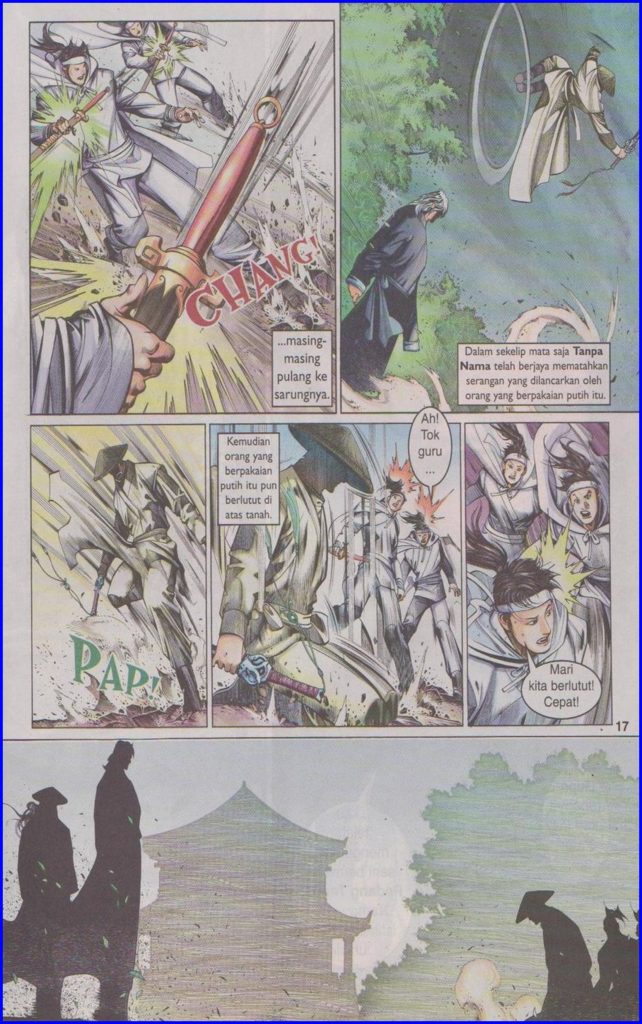 CHANG!
...masing-
masing
pulang ke
sarungnya.
Dalam sekelip mata saja Tanpa
Nama telah berjaya mematahkan
serangan yang dilancarkan oleh
orang yang berpakaian putih itu.
PAP!
Kemudian
orang yang
berpakaian
putih itu pun
berlutut di
atas tanah.
Ah!
Tok
guru
...
Mari
kita berlutut!
Cepat!
17